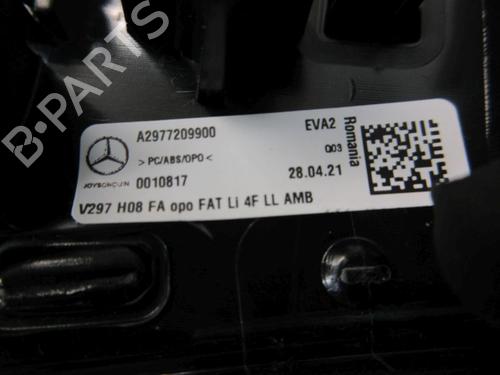 B-PARTS
A2977209900 EVA2
> PC/ABS/OPO < 003
JOYSONQUIN 0010817 28.04.21
V297 H08 FA opo FAT Li 4F LL AMB
Romania